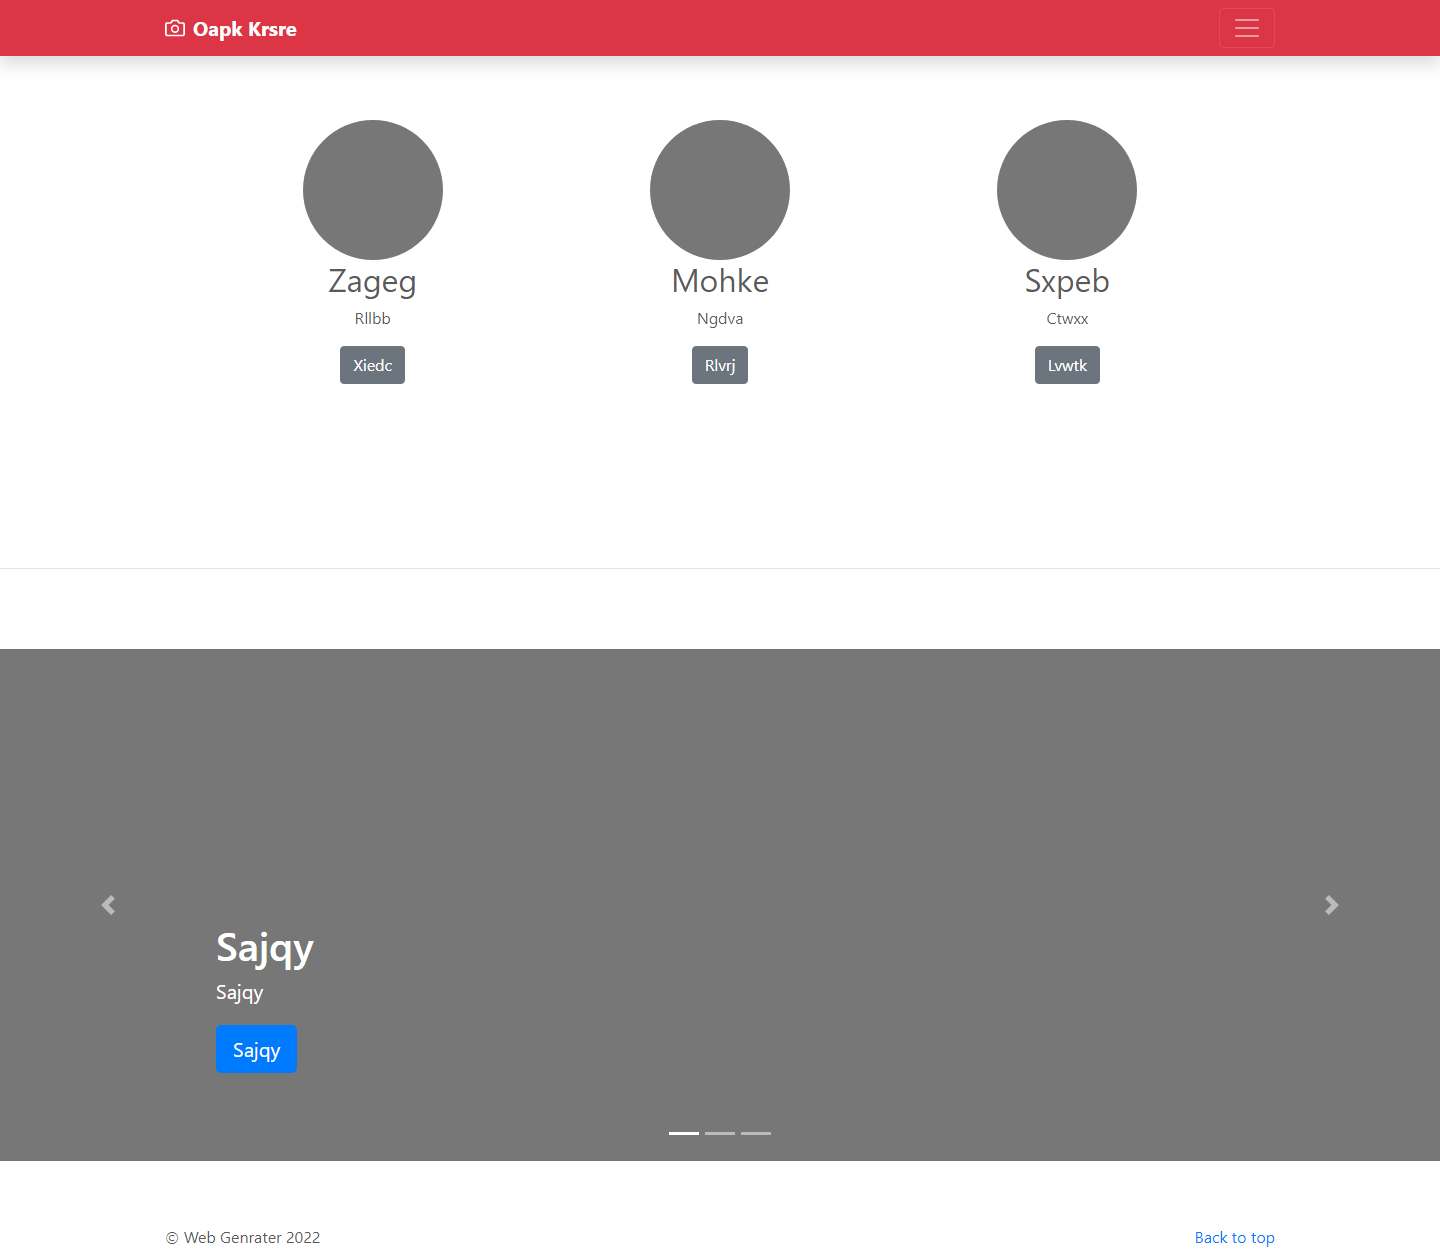 Oapk Krsre
Zageg
Mohke
Sxpeb
Rllbb
Ngdva
Ctwxx
Xiedc
Rlvrj
Lvwtk
Sajqy
Sajqy
Sajqy
© Web Genrater 2022
Back to top